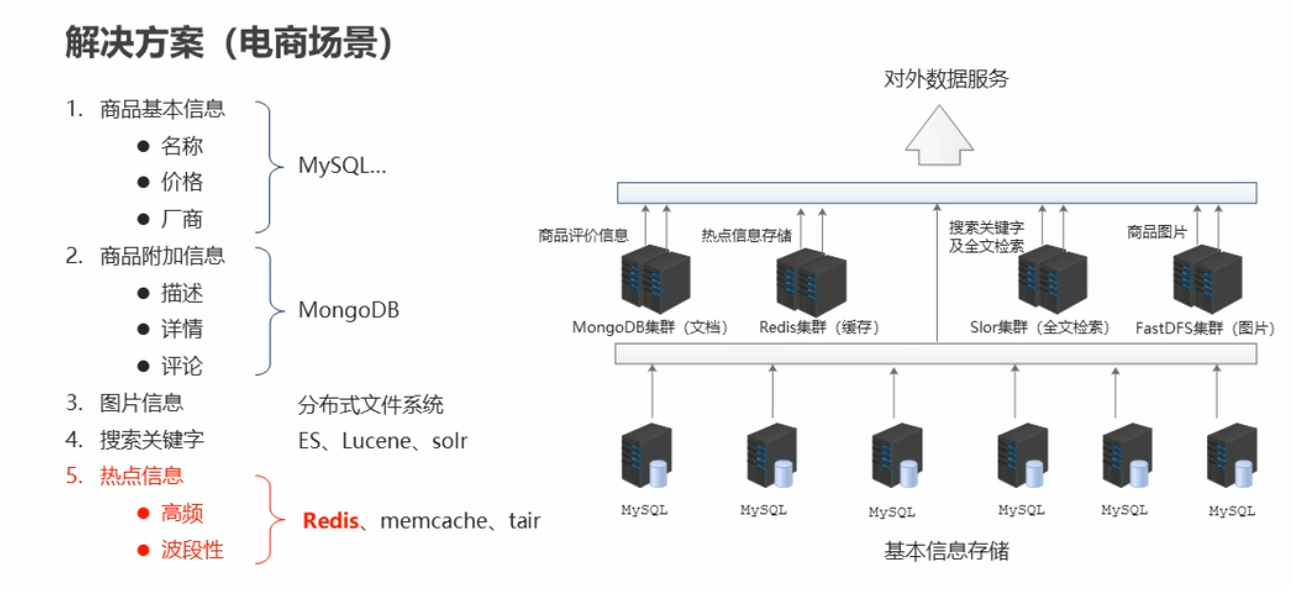 解决方案（电商场景）
1. 商品基本信息
● 名称
● 价格
● 厂商
MySQL...
2. 商品附加信息
● 描述
● 详情
● 评论
MongoDB
3. 图片信息
分布式文件系统
4. 搜索关键字
ES、Lucene、solr
5. 热点信息
● 高频
● 波段性
Redis、memcache、tair
对外数据服务
商品评价信息
热点信息存储
搜索关键字
及全文检索
商品图片
MongoDB集群（文档）
Redis集群（缓存）
Slor集群（全文检索）
FastDFS集群（图片）
MySQL
MySQL
MySQL
MySQL
MySQL
MySQL
基本信息存储